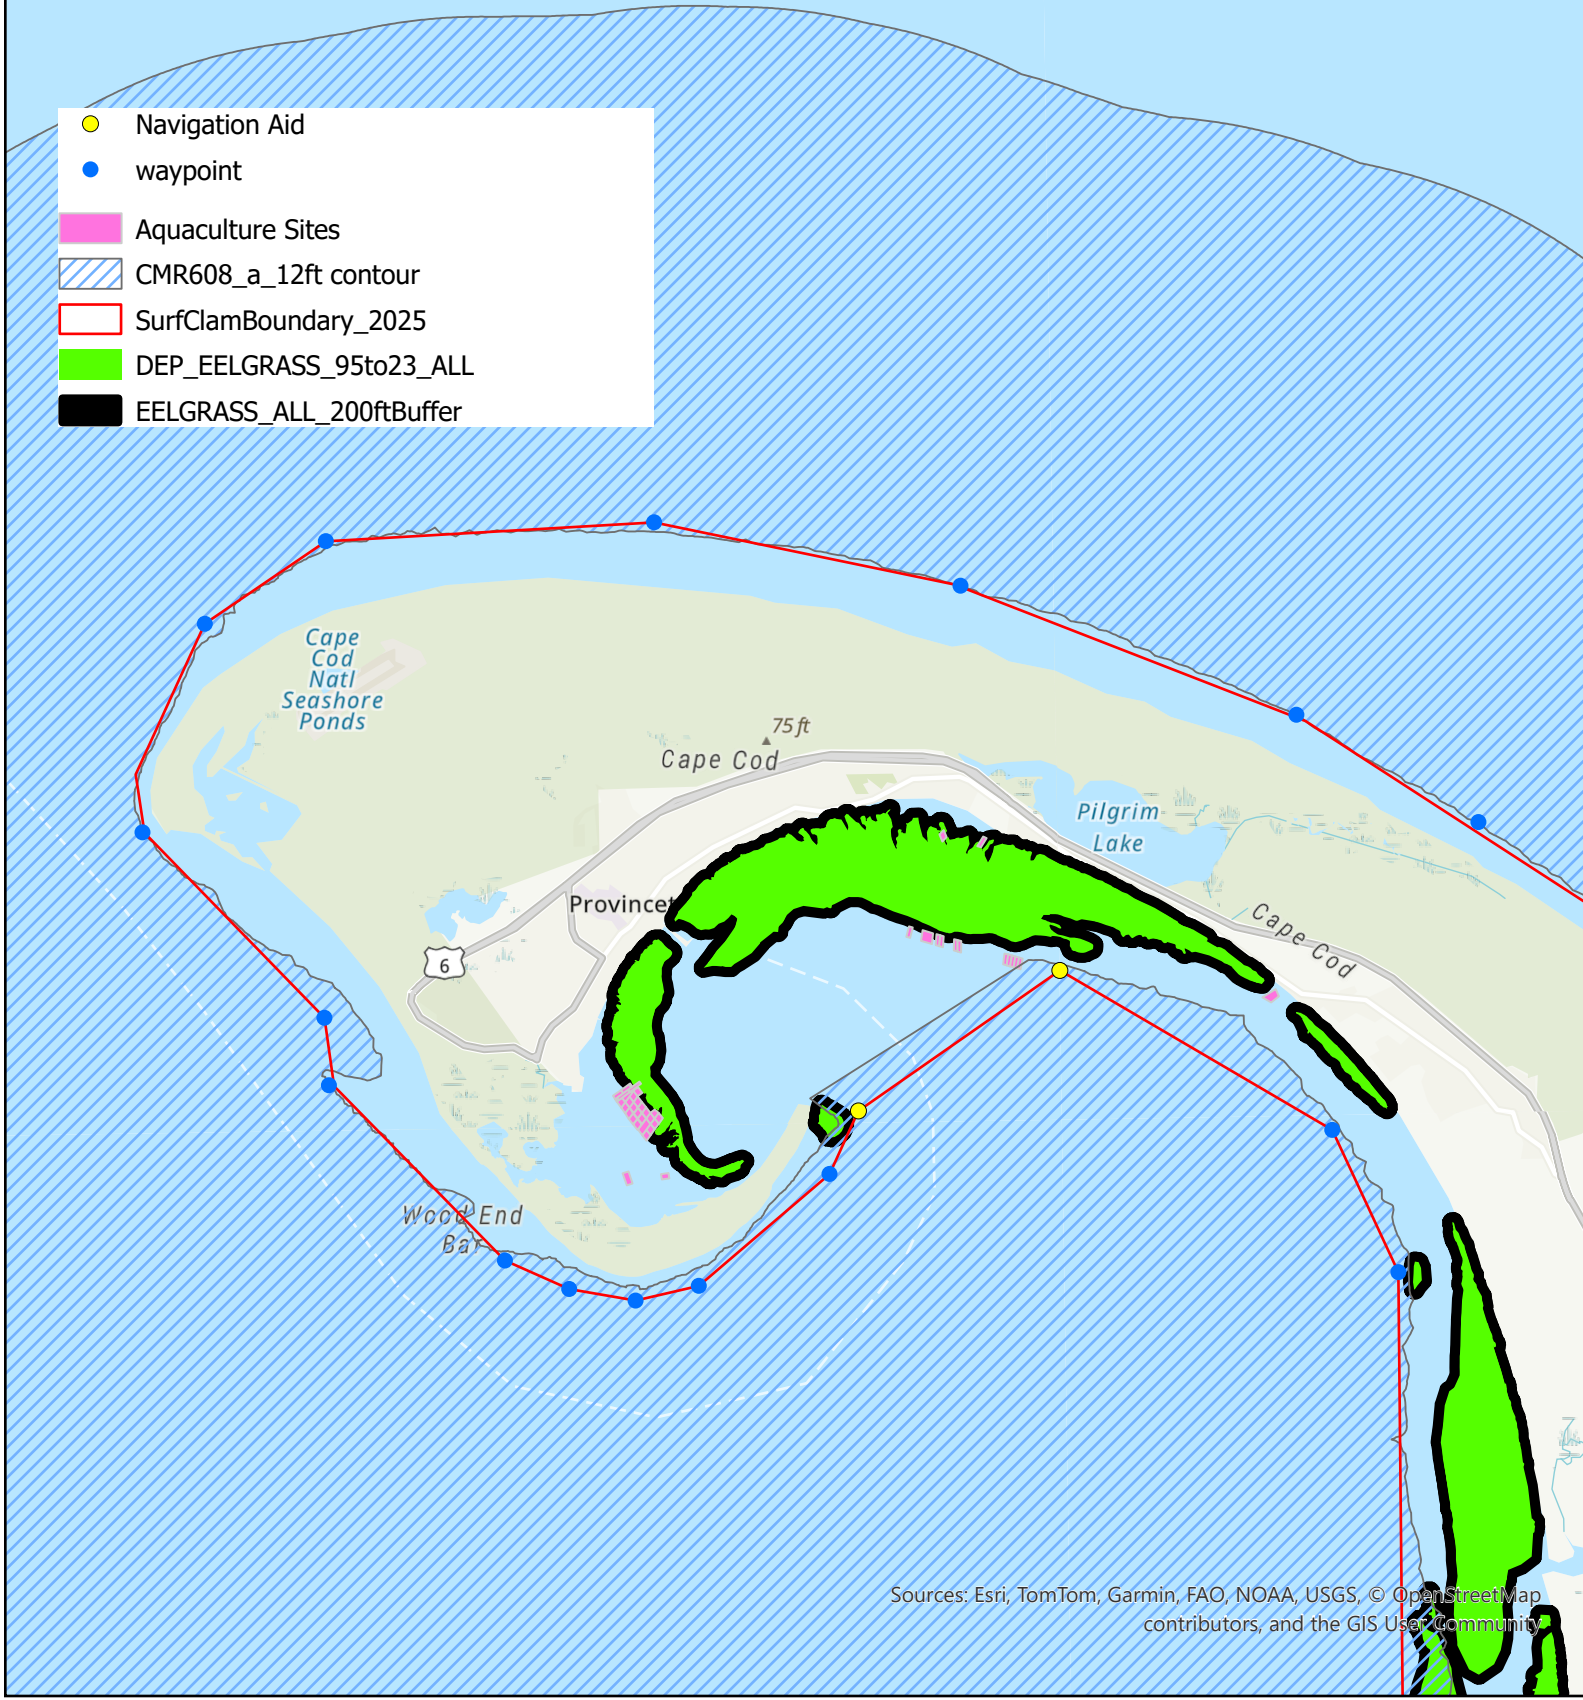 Navigation Aid
waypoint
Aquaculture Sites
CMR608_a_12ft contour
SurfClamBoundary_2025
DEP_EELGRASS_95to23_ALL
EELGRASS_ALL_200ftBuffer
Cape
Cod
Natl
Seashore
Ponds
75 ft
Cape Cod
Pilgrim
Lake
Provincet
6
Cape Cod
Wood End
Bar
Sources: Esri, TomTom, Garmin, FAO, NOAA, USGS, © OpenStreetMap
contributors, and the GIS User Community